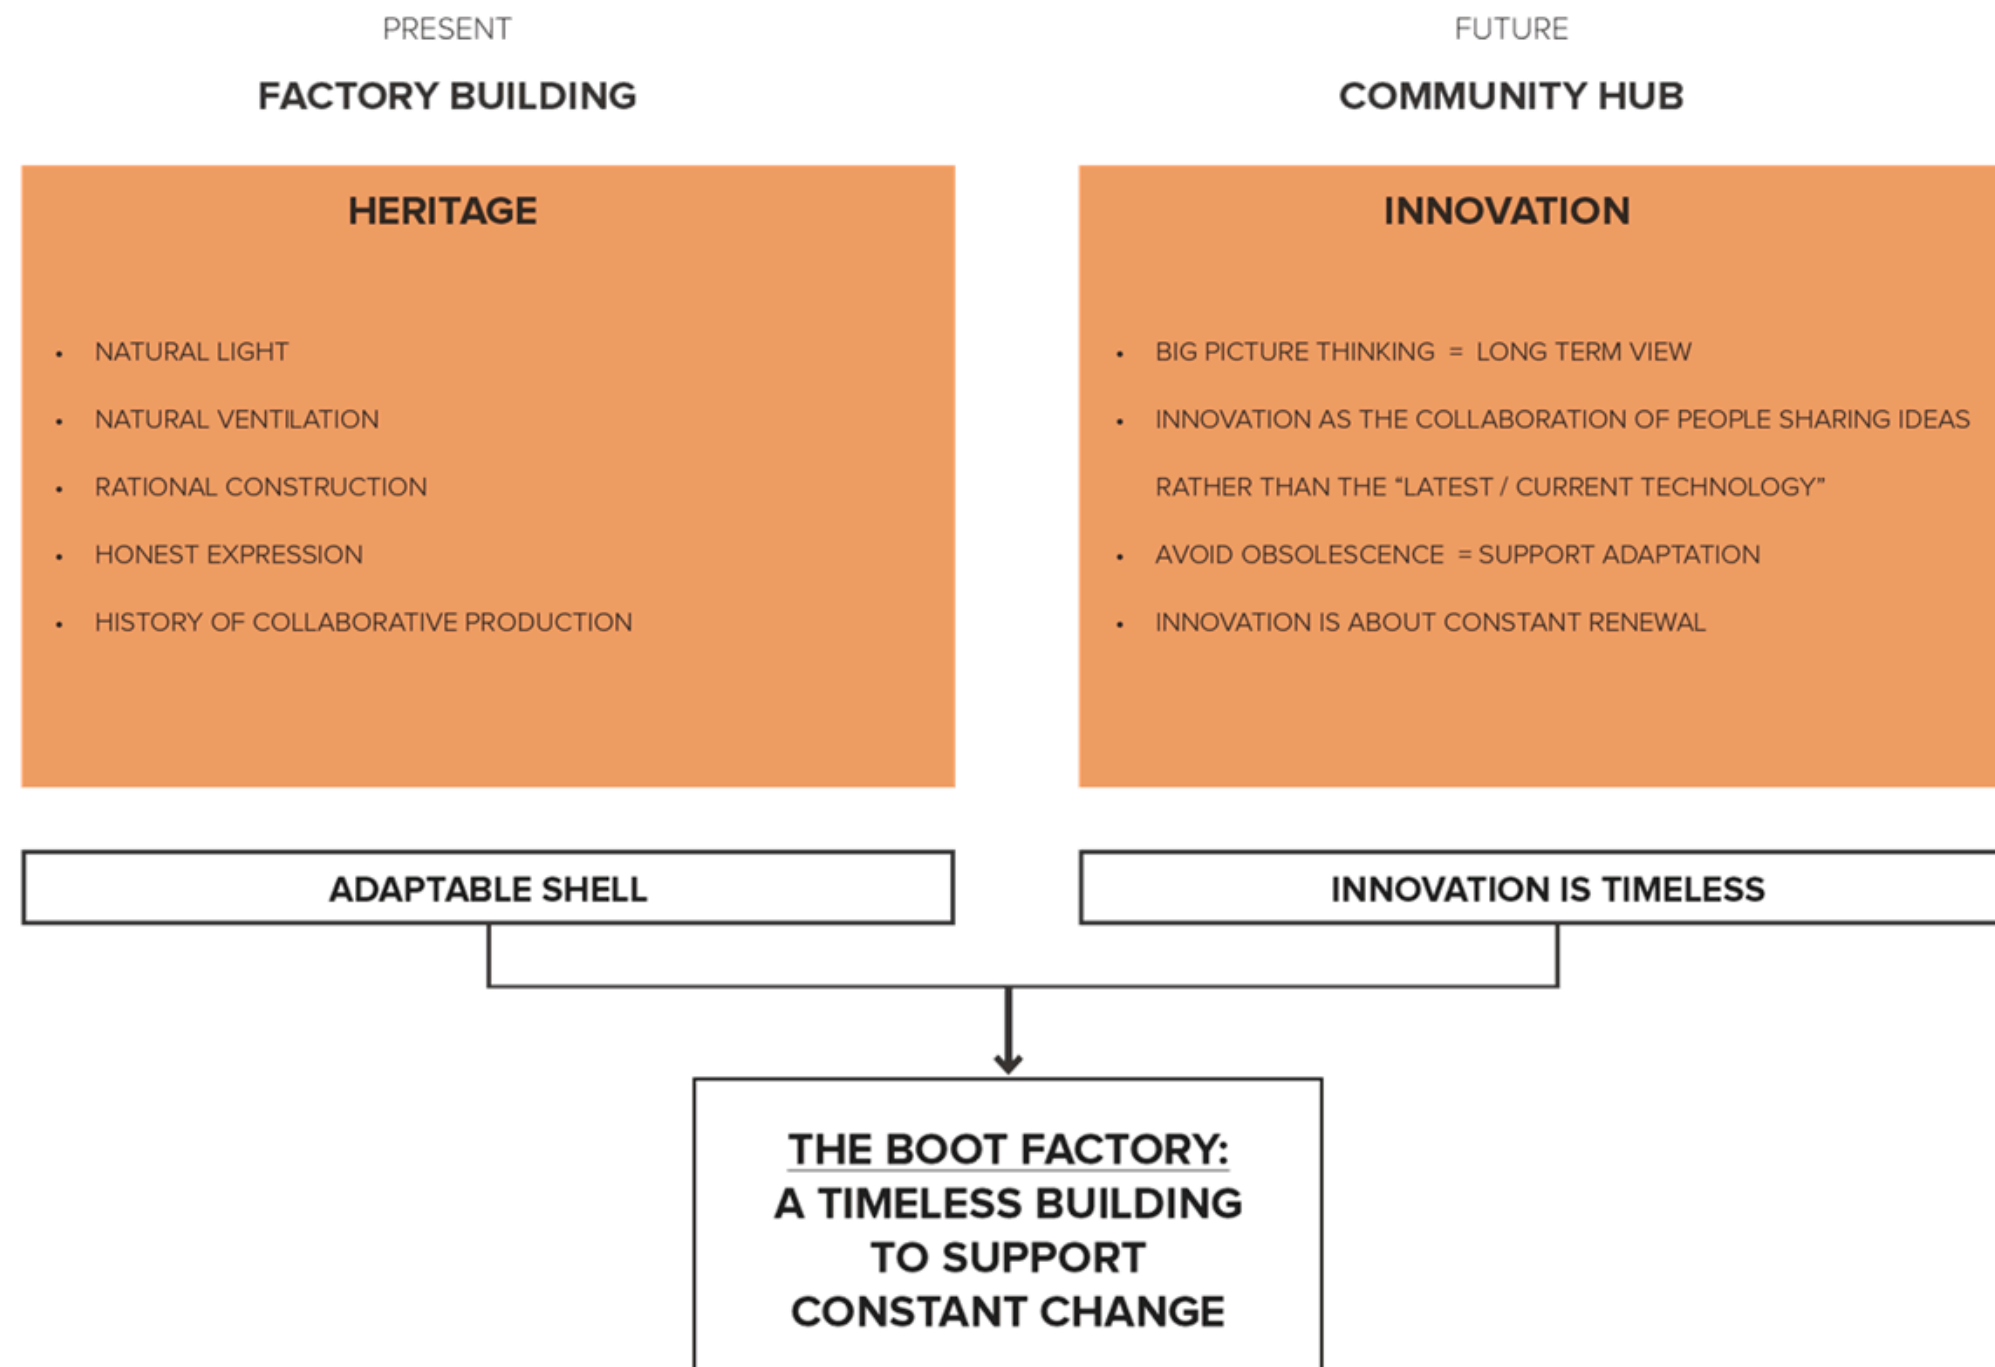 PRESENT
FACTORY BUILDING
HERITAGE
• NATURAL LIGHT
• NATURAL VENTILATION
• RATIONAL CONSTRUCTION
• HONEST EXPRESSION
• HISTORY OF COLLABORATIVE PRODUCTION
ADAPTABLE SHELL
FUTURE
COMMUNITY HUB
INNOVATION
• BIG PICTURE THINKING = LONG TERM VIEW
• INNOVATION AS THE COLLABORATION OF PEOPLE SHARING IDEAS
RATHER THAN THE “LATEST / CURRENT TECHNOLOGY”
• AVOID OBSOLESCENCE = SUPPORT ADAPTATION
• INNOVATION IS ABOUT CONSTANT RENEWAL
INNOVATION IS TIMELESS
THE BOOT FACTORY:
A TIMELESS BUILDING
TO SUPPORT
CONSTANT CHANGE